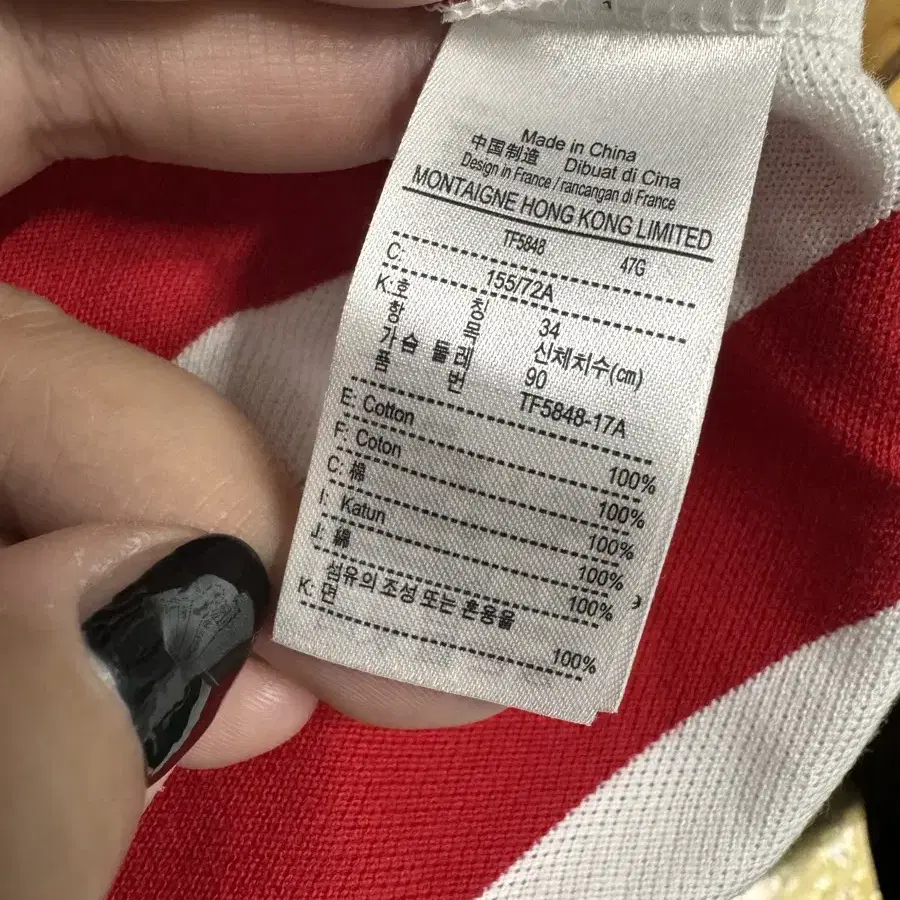 Made in China
中国制造 Dibuat di Cina
Design in France / rancangan di France
MONTAIGNE HONG KONG LIMITED
TF5848 47G
C: 155/72A
K: 호 칭 34
항 목 신체치수(cm)
가슴 둘레 90
품 번 TF5848-17A
E: Cotton 100%
F: Coton 100%
C: 棉 100%
I: Katun 100%
J: 綿 100%
섬유의 조성 또는 혼용율
K: 면 100%